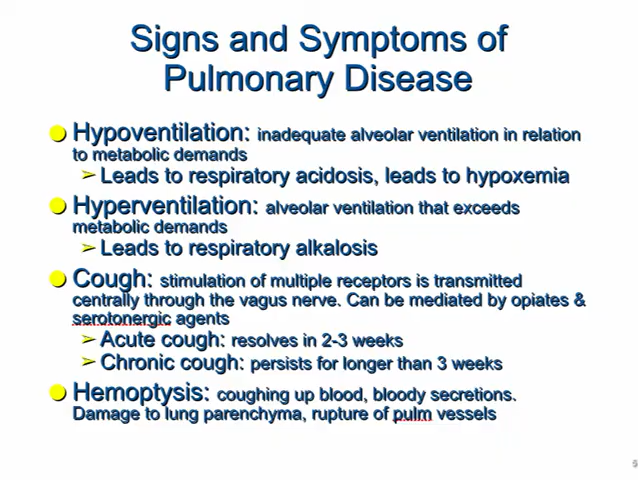 Signs and Symptoms of
Pulmonary Disease
Hypoventilation: inadequate alveolar ventilation in relation
to metabolic demands
➢ Leads to respiratory acidosis, leads to hypoxemia
Hyperventilation: alveolar ventilation that exceeds
metabolic demands
➢ Leads to respiratory alkalosis
Cough: stimulation of multiple receptors is transmitted
centrally through the vagus nerve. Can be mediated by opiates &
serotonergic agents
➢ Acute cough: resolves in 2-3 weeks
➢ Chronic cough: persists for longer than 3 weeks
Hemoptysis: coughing up blood, bloody secretions.
Damage to lung parenchyma, rupture of pulm vessels